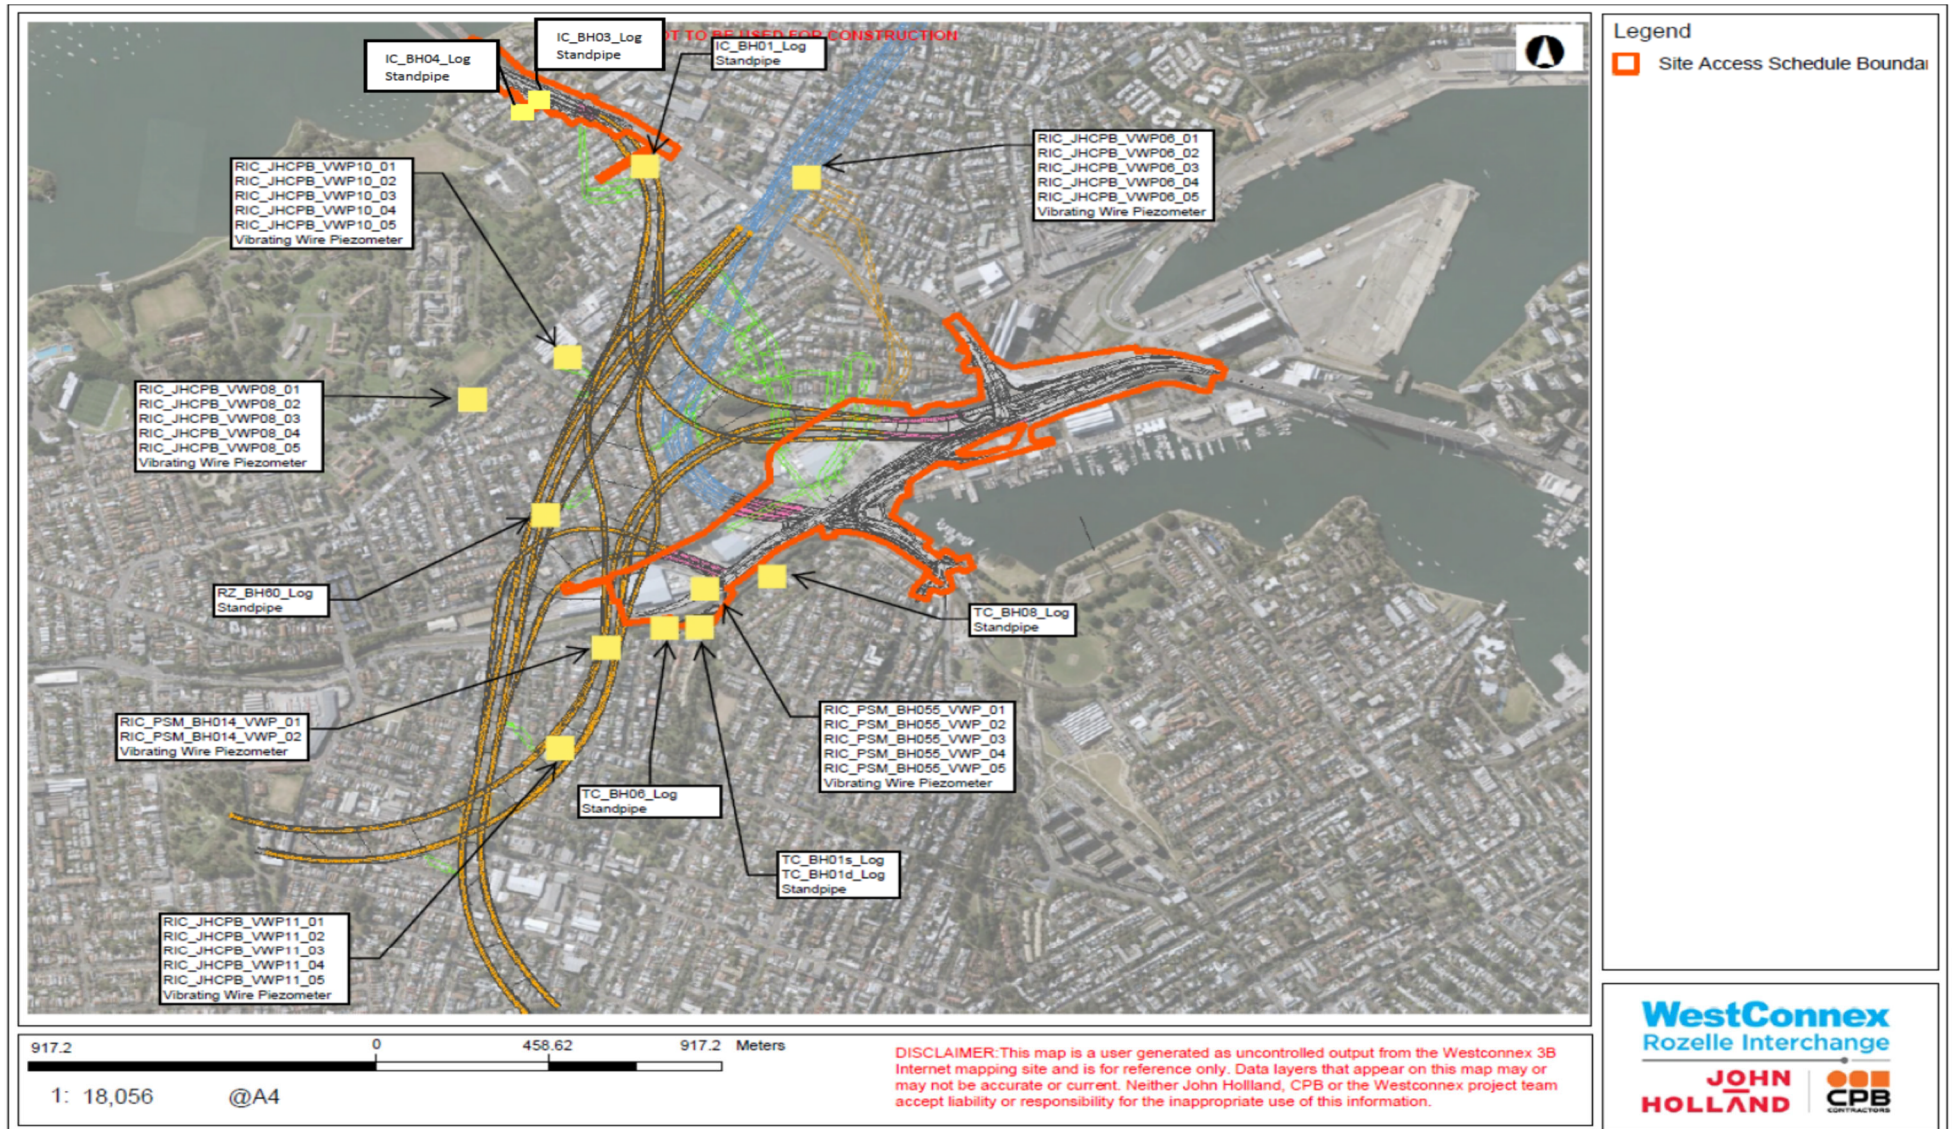 OT TO BE USED FOR CONSTRUCTION
IC_BH04_Log
Standpipe
IC_BH03_Log
Standpipe
IC_BH01_Log
Standpipe
RIC_JHCPB_VWP06_01
RIC_JHCPB_VWP06_02
RIC_JHCPB_VWP06_03
RIC_JHCPB_VWP06_04
RIC_JHCPB_VWP06_05
Vibrating Wire Piezometer
RIC_JHCPB_VWP10_01
RIC_JHCPB_VWP10_02
RIC_JHCPB_VWP10_03
RIC_JHCPB_VWP10_04
RIC_JHCPB_VWP10_05
Vibrating Wire Piezometer
RIC_JHCPB_VWP08_01
RIC_JHCPB_VWP08_02
RIC_JHCPB_VWP08_03
RIC_JHCPB_VWP08_04
RIC_JHCPB_VWP08_05
Vibrating Wire Piezometer
RZ_BH60_Log
Standpipe
TC_BH08_Log
Standpipe
RIC_PSM_BH014_VWP_01
RIC_PSM_BH014_VWP_02
Vibrating Wire Piezometer
RIC_PSM_BH055_VWP_01
RIC_PSM_BH055_VWP_02
RIC_PSM_BH055_VWP_03
RIC_PSM_BH055_VWP_04
RIC_PSM_BH055_VWP_05
Vibrating Wire Piezometer
TC_BH06_Log
Standpipe
TC_BH01s_Log
TC_BH01d_Log
Standpipe
RIC_JHCPB_VWP11_01
RIC_JHCPB_VWP11_02
RIC_JHCPB_VWP11_03
RIC_JHCPB_VWP11_04
RIC_JHCPB_VWP11_05
Vibrating Wire Piezometer
Legend
Site Access Schedule Boundar
917.2 0 458.62 917.2 Meters
1: 18,056 @A4
DISCLAIMER:This map is a user generated as uncontrolled output from the Westconnex 3B
Internet mapping site and is for reference only. Data layers that appear on this map may or
may not be accurate or current. Neither John Hollland, CPB or the Westconnex project team
accept liability or responsibility for the inappropriate use of this information.
WestConnex
Rozelle Interchange
JOHN
HOLLAND
CPB
CONTRACTORS